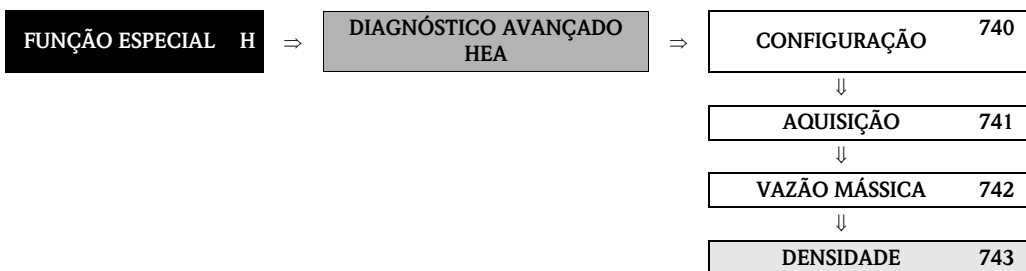 FUNÇÃO ESPECIAL H ⇒ DIAGNÓSTICO AVANÇADO
HEA ⇒ CONFIGURAÇÃO 740
⇓
AQUISIÇÃO 741
⇓
VAZÃO MÁSSICA 742
⇓
DENSIDADE 743